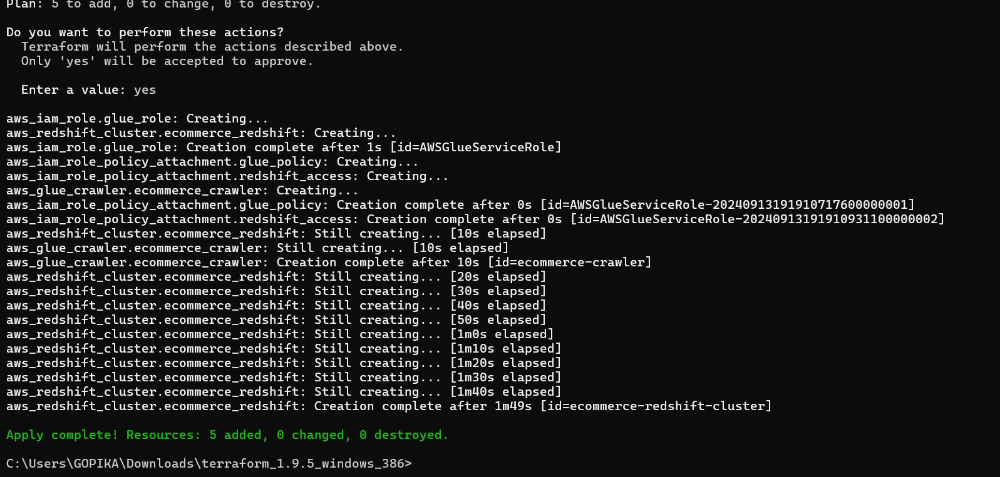 Plan: 5 to add, 0 to change, 0 to destroy.
Do you want to perform these actions?
Terraform will perform the actions described above.
Only 'yes' will be accepted to approve.
Enter a value: yes
aws_iam_role.glue_role: Creating...
aws_redshift_cluster.ecommerce_redshift: Creating...
aws_iam_role.glue_role: Creation complete after 1s [id=AWSGlueServiceRole]
aws_iam_role_policy_attachment.glue_policy: Creating...
aws_iam_role_policy_attachment.redshift_access: Creating...
aws_glue_crawler.ecommerce_crawler: Creating...
aws_iam_role_policy_attachment.glue_policy: Creation complete after 0s [id=AWSGlueServiceRole-20240913191910717600000001]
aws_iam_role_policy_attachment.redshift_access: Creation complete after 0s [id=AWSGlueServiceRole-20240913191910931100000002]
aws_redshift_cluster.ecommerce_redshift: Still creating... [10s elapsed]
aws_glue_crawler.ecommerce_crawler: Still creating... [10s elapsed]
aws_glue_crawler.ecommerce_crawler: Creation complete after 10s [id=ecommerce-crawler]
aws_redshift_cluster.ecommerce_redshift: Still creating... [20s elapsed]
aws_redshift_cluster.ecommerce_redshift: Still creating... [30s elapsed]
aws_redshift_cluster.ecommerce_redshift: Still creating... [40s elapsed]
aws_redshift_cluster.ecommerce_redshift: Still creating... [50s elapsed]
aws_redshift_cluster.ecommerce_redshift: Still creating... [1m0s elapsed]
aws_redshift_cluster.ecommerce_redshift: Still creating... [1m10s elapsed]
aws_redshift_cluster.ecommerce_redshift: Still creating... [1m20s elapsed]
aws_redshift_cluster.ecommerce_redshift: Still creating... [1m30s elapsed]
aws_redshift_cluster.ecommerce_redshift: Still creating... [1m40s elapsed]
aws_redshift_cluster.ecommerce_redshift: Creation complete after 1m49s [id=ecommerce-redshift-cluster]
Apply complete! Resources: 5 added, 0 changed, 0 destroyed.
C:\Users\GOPIKA\Downloads\terraform_1.9.5_windows_386>